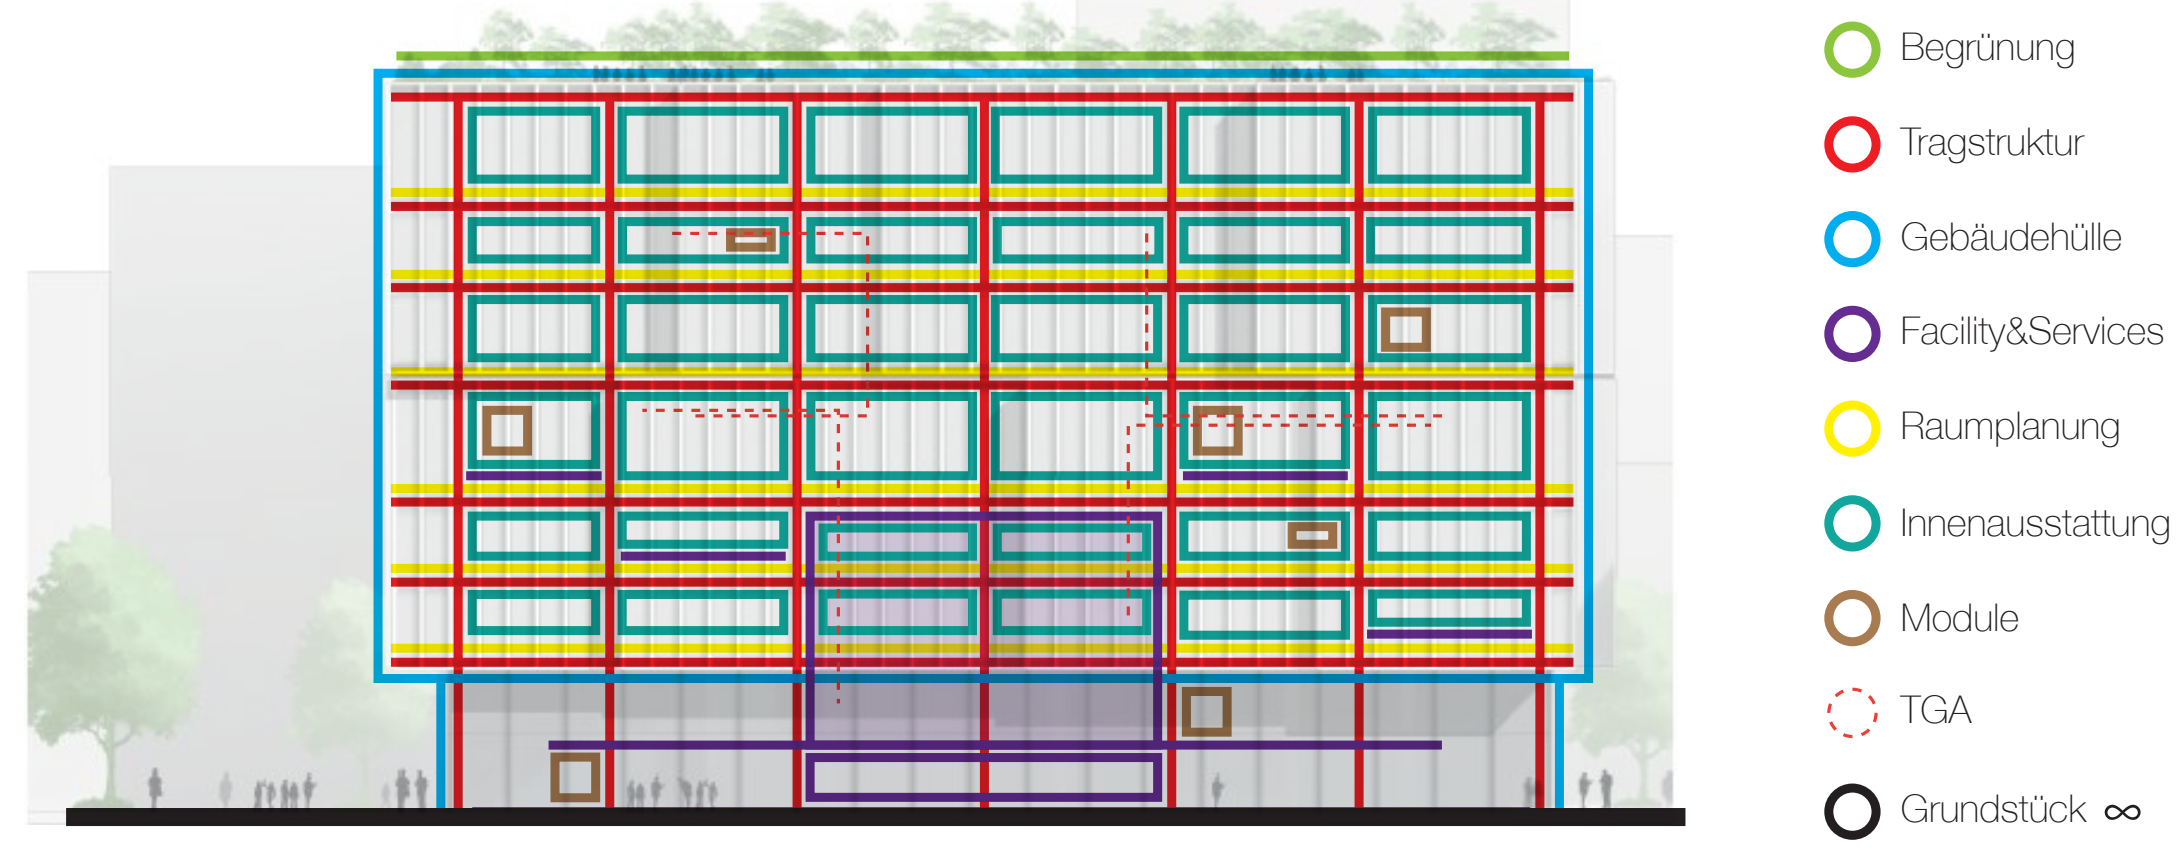 Begrünung
Tragstruktur
Gebäudehülle
Facility&Services
Raumplanung
Innenausstattung
Module
TGA
Grundstück ∞